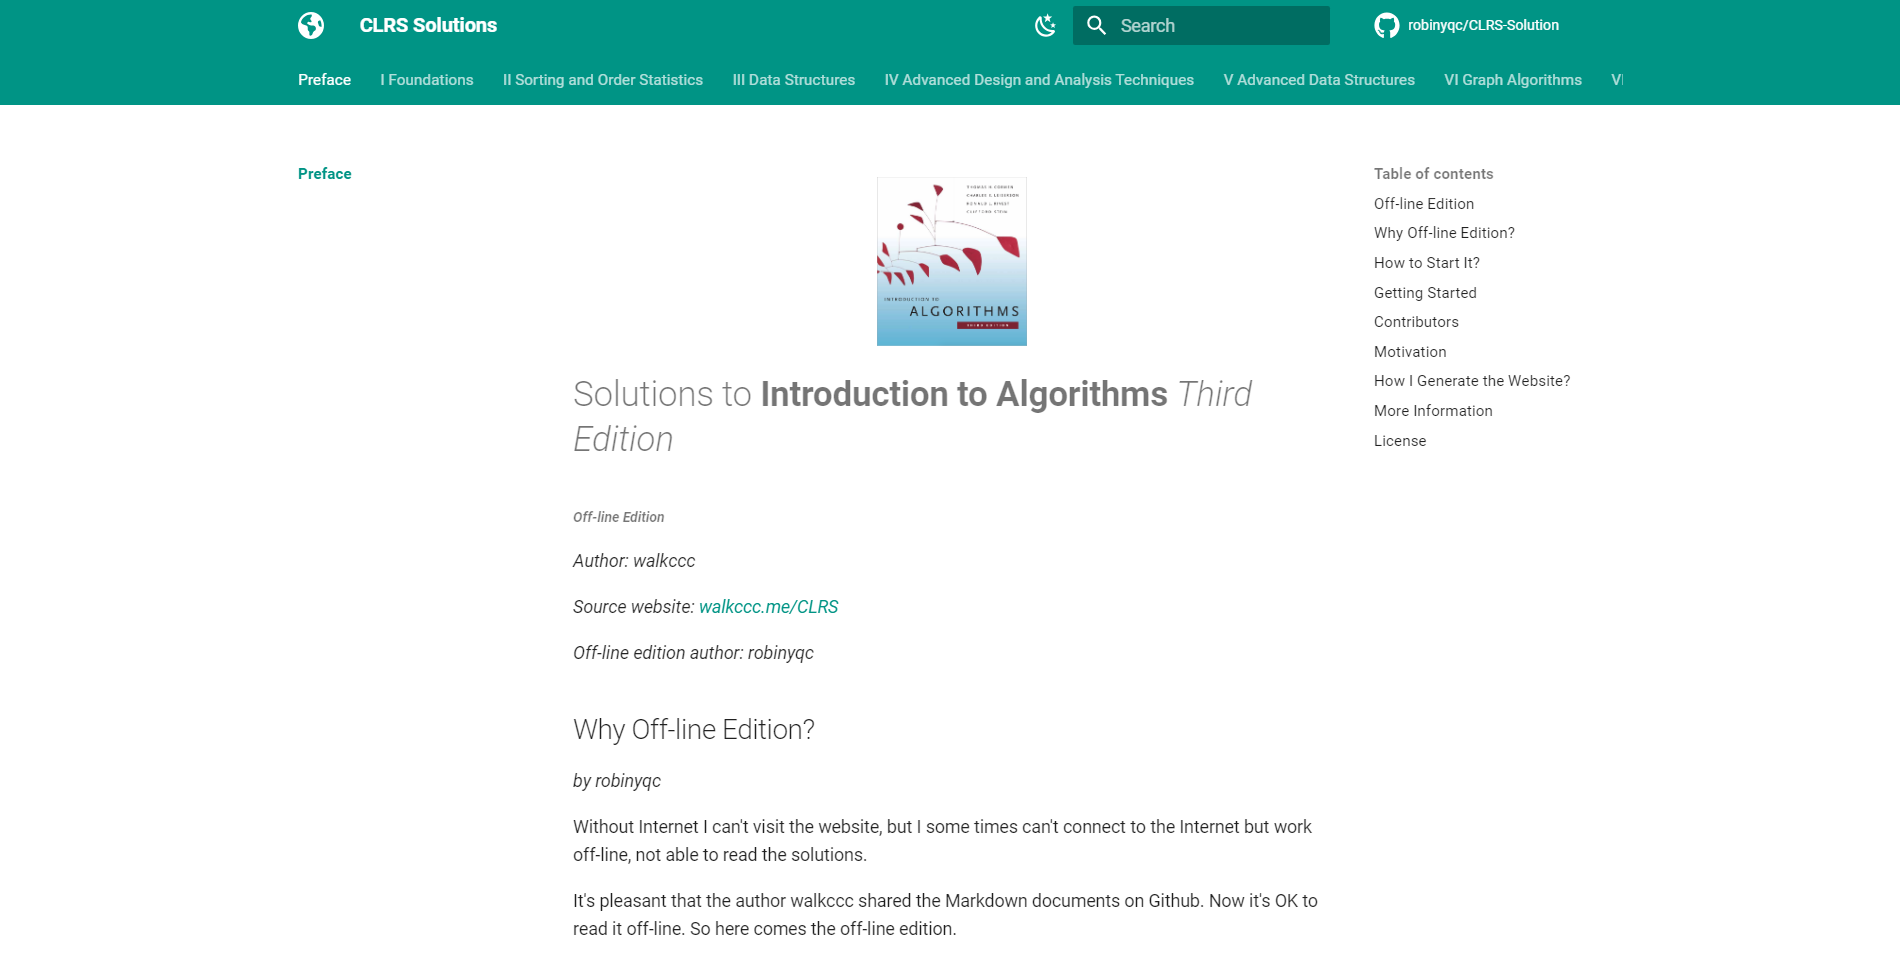 CLRS Solutions
Search
robinyqc/CLRS-Solution
Preface
I Foundations
II Sorting and Order Statistics
III Data Structures
IV Advanced Design and Analysis Techniques
V Advanced Data Structures
VI Graph Algorithms
Preface
THOMAS H. CORMEN
CHARLES E. LEISERSON
RONALD L. RIVEST
CLIFFORD STEIN
INTRODUCTION TO
ALGORITHMS
THIRD EDITION
Solutions to Introduction to Algorithms Third
Edition
Off-line Edition
Author: walkccc
Source website: walkccc.me/CLRS
Off-line edition author: robinyqc
Why Off-line Edition?
by robinyqc
Without Internet I can't visit the website, but I some times can't connect to the Internet but work
off-line, not able to read the solutions.
It's pleasant that the author walkccc shared the Markdown documents on Github. Now it's OK to
read it off-line. So here comes the off-line edition.
Table of contents
Off-line Edition
Why Off-line Edition?
How to Start It?
Getting Started
Contributors
Motivation
How I Generate the Website?
More Information
License